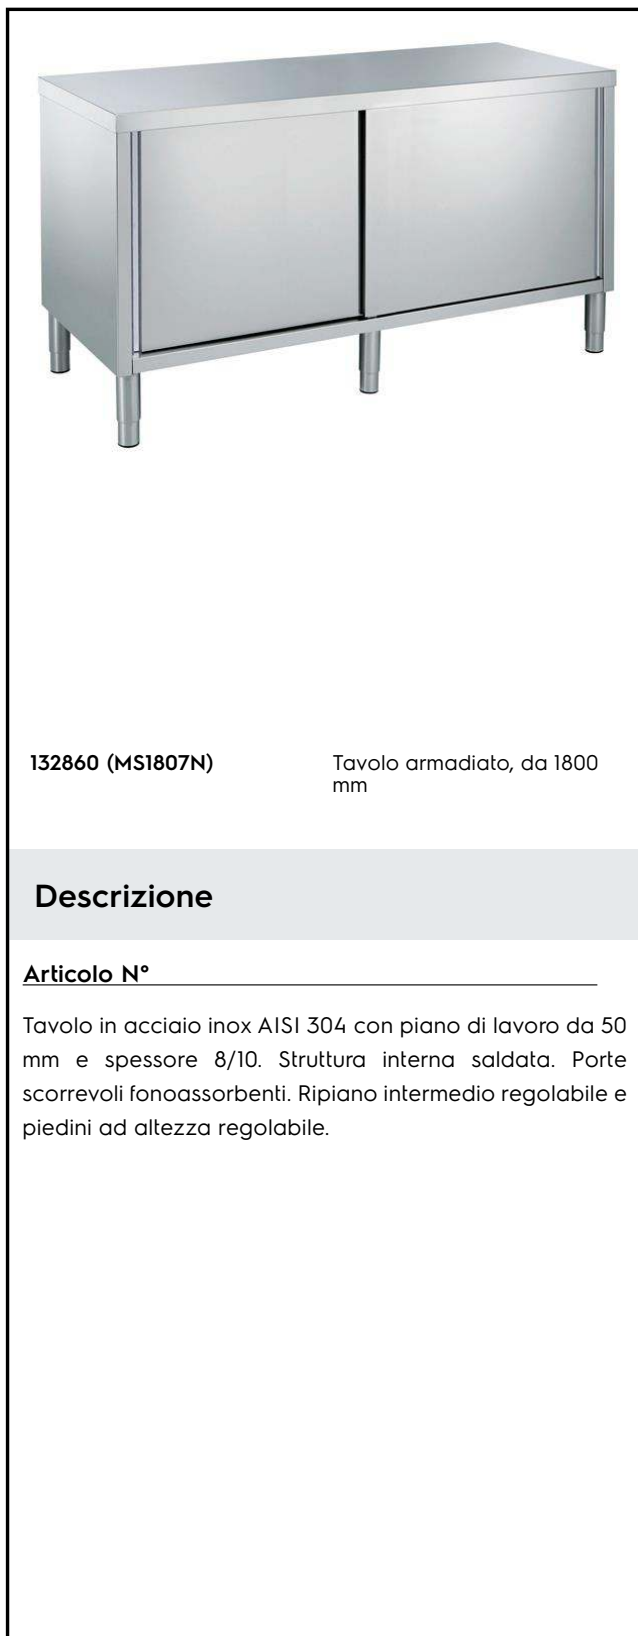 132860 (MS1807N)
Tavolo armadiato, da 1800
mm
Descrizione
Articolo N°
Tavolo in acciaio inox AISI 304 con piano di lavoro da 50
mm e spessore 8/10. Struttura interna saldata. Porte
scorrevoli fonoassorbenti. Ripiano intermedio regolabile e
piedini ad altezza regolabile.